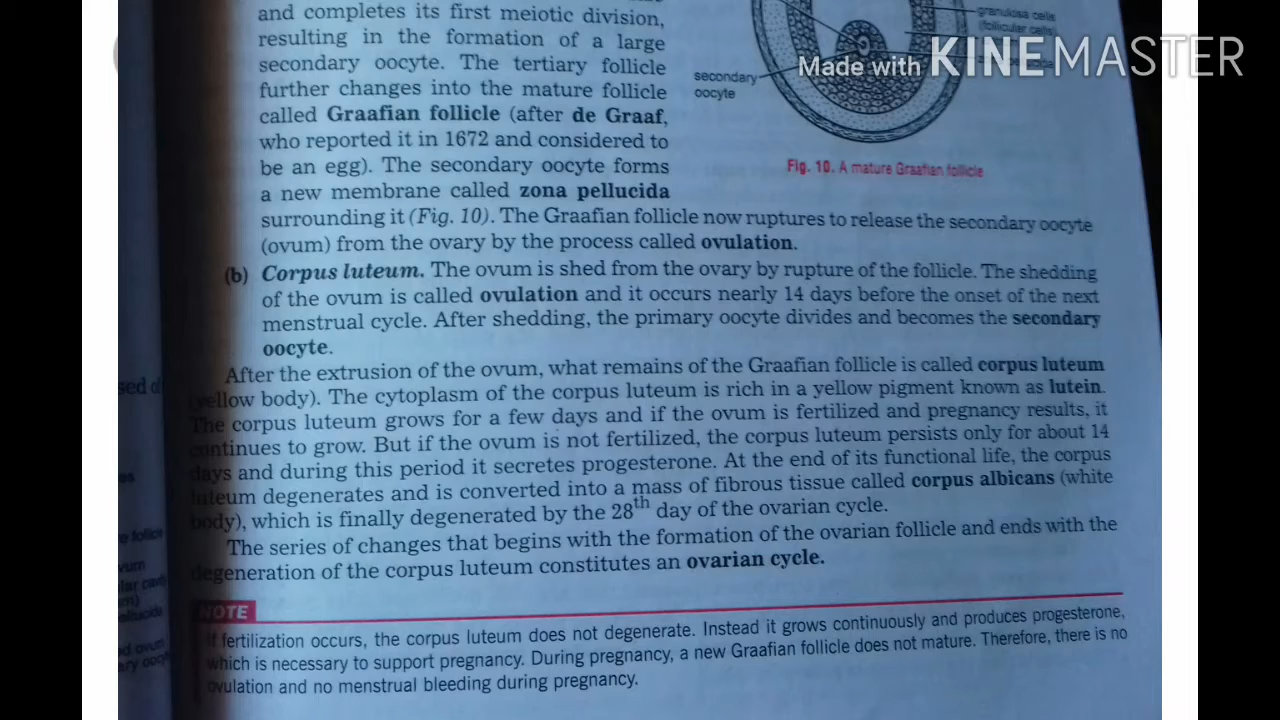 and completes its first meiotic division,
resulting in the formation of a large
secondary oocyte. The tertiary follicle
further changes into the mature follicle
called Graafian follicle (after de Graaf,
who reported it in 1672 and considered to
be an egg). The secondary oocyte forms
a new membrane called zona pellucida
surrounding it (Fig. 10). The Graafian follicle now ruptures to release the secondary oocyte
(ovum) from the ovary by the process called ovulation.
granulosa cells
(follicular cells)
secondary
oocyte
Made with KINEMASTER
Fig. 10. A mature Graafian follicle
(b) Corpus luteum. The ovum is shed from the ovary by rupture of the follicle. The shedding
of the ovum is called ovulation and it occurs nearly 14 days before the onset of the next
menstrual cycle. After shedding, the primary oocyte divides and becomes the secondary
oocyte.
After the extrusion of the ovum, what remains of the Graafian follicle is called corpus luteum
(yellow body). The cytoplasm of the corpus luteum is rich in a yellow pigment known as lutein.
The corpus luteum grows for a few days and if the ovum is fertilized and pregnancy results, it
continues to grow. But if the ovum is not fertilized, the corpus luteum persists only for about 14
days and during this period it secretes progesterone. At the end of its functional life, the corpus
luteum degenerates and is converted into a mass of fibrous tissue called corpus albicans (white
body), which is finally degenerated by the 28th day of the ovarian cycle.
The series of changes that begins with the formation of the ovarian follicle and ends with the
degeneration of the corpus luteum constitutes an ovarian cycle.
NOTE
If fertilization occurs, the corpus luteum does not degenerate. Instead it grows continuously and produces progesterone,
which is necessary to support pregnancy. During pregnancy, a new Graafian follicle does not mature. Therefore, there is no
ovulation and no menstrual bleeding during pregnancy.